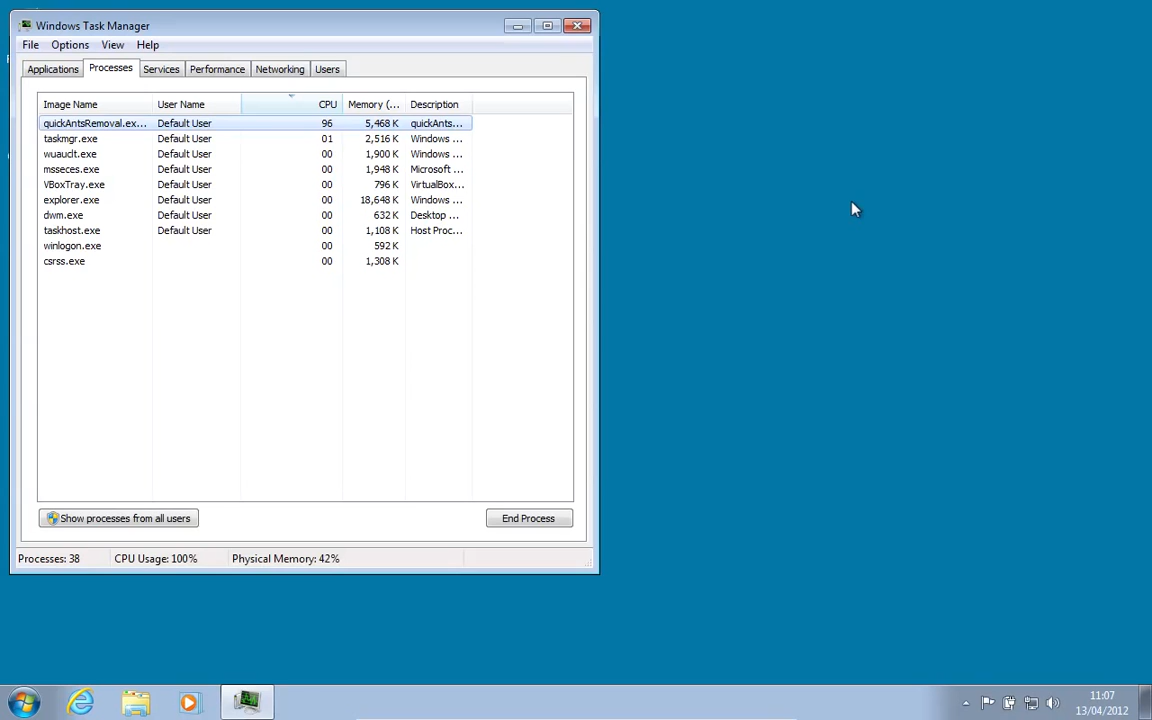 Windows Task Manager
File Options View Help
Applications Processes Services Performance Networking Users
Image Name User Name CPU Memory (... Description
quickAntsRemoval.ex... Default User 96 5,468 K quickAnts...
taskmgr.exe Default User 01 2,516 K Windows ...
wuauclt.exe Default User 00 1,900 K Windows ...
msseces.exe Default User 00 1,948 K Microsoft ...
VBoxTray.exe Default User 00 796 K VirtualBox...
explorer.exe Default User 00 18,648 K Windows ...
dwm.exe Default User 00 632 K Desktop ...
taskhost.exe Default User 00 1,108 K Host Proc...
winlogon.exe 00 592 K
csrss.exe 00 1,308 K
Show processes from all users End Process
Processes: 38 CPU Usage: 100% Physical Memory: 42%
11:07
13/04/2012